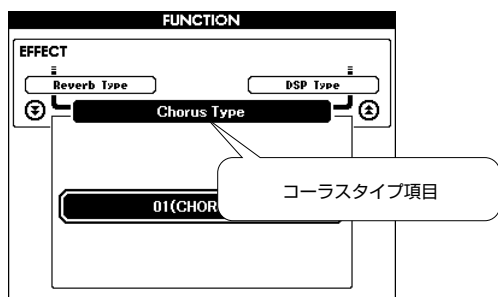 FUNCTION
EFFECT
Reverb Type
DSP Type
Chorus Type
コーラスタイプ項目
01(CHOR